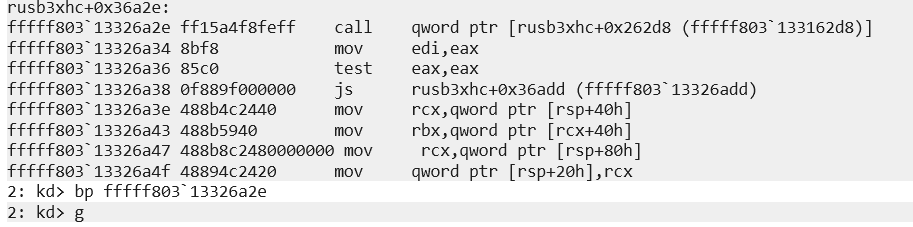 rusb3xhc+0x36a2e:
fffff803`13326a2e ff15a4f8feff call qword ptr [rusb3xhc+0x262d8 (fffff803`133162d8)]
fffff803`13326a34 8bf8 mov edi,eax
fffff803`13326a36 85c0 test eax,eax
fffff803`13326a38 0f889f000000 js rusb3xhc+0x36add (fffff803`13326add)
fffff803`13326a3e 488b4c2440 mov rcx,qword ptr [rsp+40h]
fffff803`13326a43 488b5940 mov rbx,qword ptr [rcx+40h]
fffff803`13326a47 488b8c2480000000 mov rcx,qword ptr [rsp+80h]
fffff803`13326a4f 48894c2420 mov qword ptr [rsp+20h],rcx
2: kd> bp fffff803`13326a2e
2: kd> g